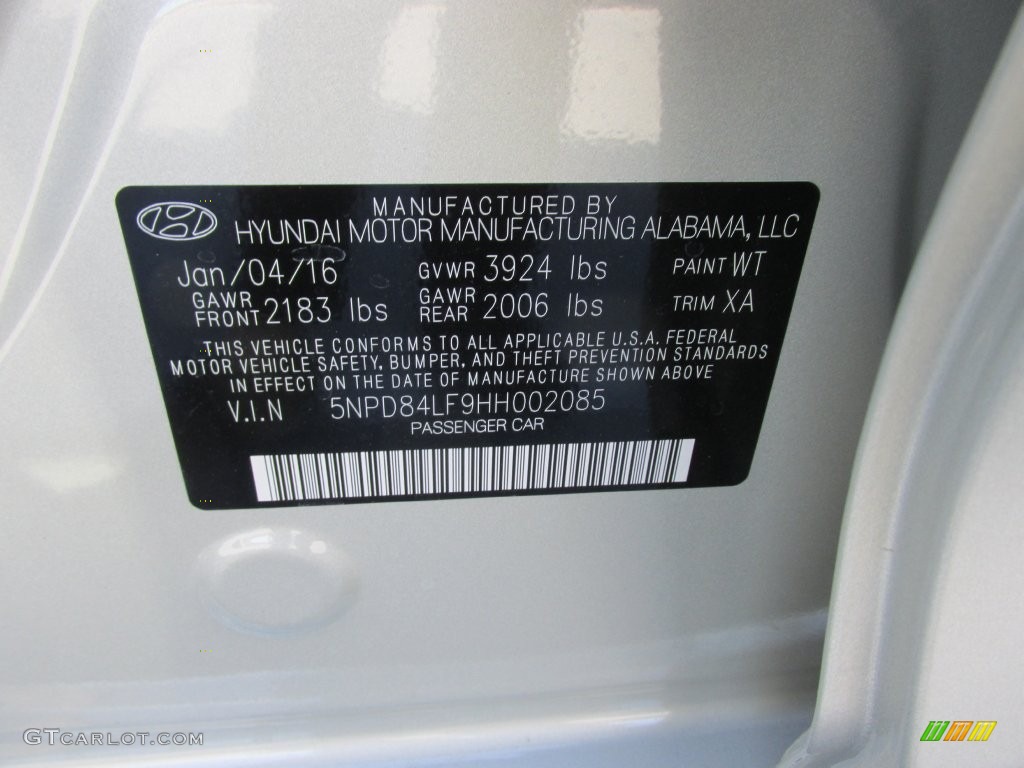 MANUFACTURED BY
HYUNDAI MOTOR MANUFACTURING ALABAMA, LLC
Jan/04/16 GVWR 3924 lbs PAINT WT
GAWR FRONT 2183 lbs GAWR REAR 2006 lbs TRIM XA
THIS VEHICLE CONFORMS TO ALL APPLICABLE U.S.A. FEDERAL
MOTOR VEHICLE SAFETY, BUMPER, AND THEFT PREVENTION STANDARDS
IN EFFECT ON THE DATE OF MANUFACTURE SHOWN ABOVE
V.I.N 5NPD84LF9HH002085
PASSENGER CAR
GTCARLOT.COM